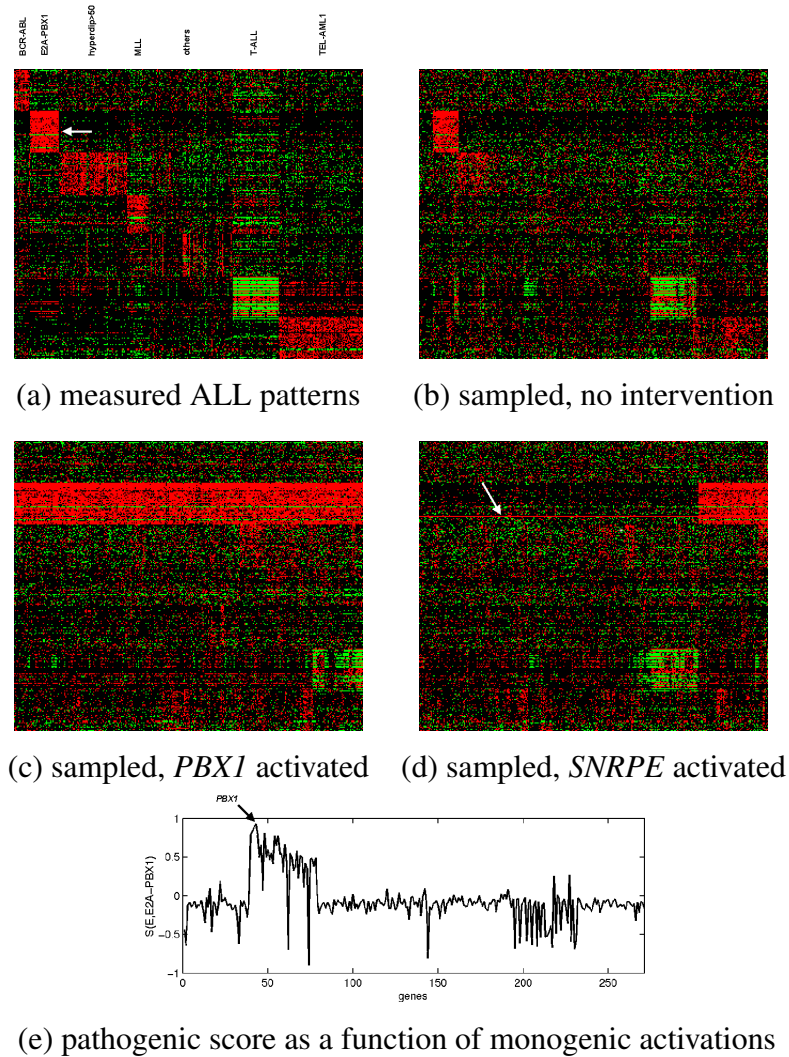 BCR-ABL
E2A-PBX1
hyperdip>50
MLL
others
T-ALL
TEL-AML1
(a) measured ALL patterns
(b) sampled, no intervention
(c) sampled, PBX1 activated
(d) sampled, SNRPE activated
PBX1
S(E,E2A-PBX1)
1
0.5
0
-0.5
-1
0
50
100
150
200
250
genes
(e) pathogenic score as a function of monogenic activations